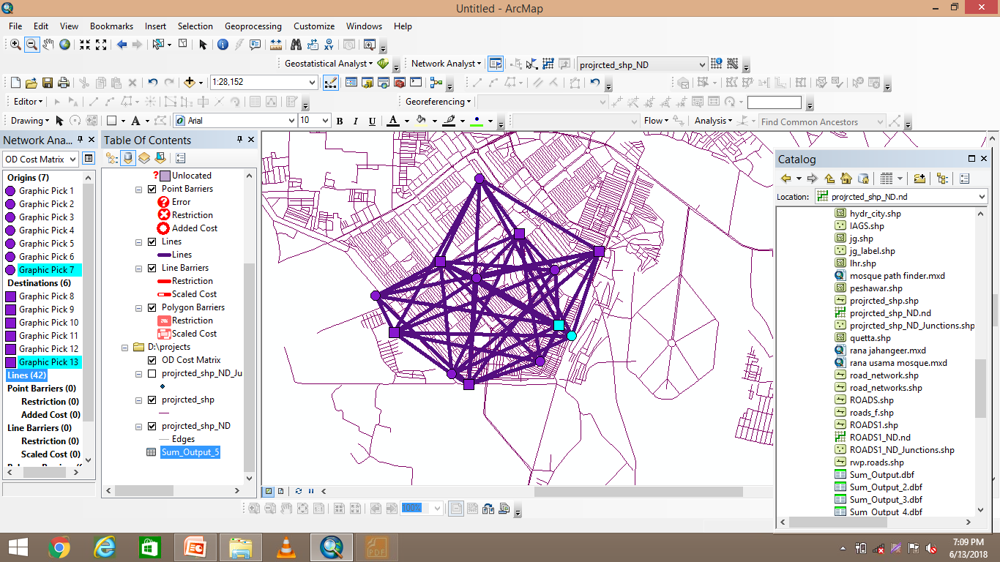 Untitled - ArcMap
File Edit View Bookmarks Insert Selection Geoprocessing Customize Windows Help
Geostatistical Analyst Network Analyst projrcted_shp_ND
1:28,152
Editor Georeferencing
Drawing A Arial 10 B I U A Flow Analysis Find Common Ancestors
Network Ana...
OD Cost Matrix
Origins (7)
Graphic Pick 1
Graphic Pick 2
Graphic Pick 3
Graphic Pick 4
Graphic Pick 5
Graphic Pick 6
Graphic Pick 7
Destinations (6)
Graphic Pick 8
Graphic Pick 9
Graphic Pick 10
Graphic Pick 11
Graphic Pick 12
Graphic Pick 13
Lines (42)
Point Barriers (0)
Restriction (0)
Added Cost (0)
Line Barriers (0)
Restriction (0)
Scaled Cost (0)
Table Of Contents
Unlocated
Point Barriers
Error
Restriction
Added Cost
Lines
Lines
Line Barriers
Restriction
Scaled Cost
Polygon Barriers
Restriction
Scaled Cost
D:\projects
OD Cost Matrix
projrcted_shp_ND_Ju
projrcted_shp
projrcted_shp_ND
Edges
Sum_Output_5
100%
Catalog
Location: projrcted_shp_ND.nd
hydr_city.shp
IAGS.shp
jg.shp
jg_label.shp
lhr.shp
mosque path finder.mxd
peshawar.shp
projrcted_shp.shp
projrcted_shp_ND.nd
projrcted_shp_ND_Junctions.shp
quetta.shp
rana jahangeer.mxd
rana usama mosque.mxd
road_network.shp
road_networks.shp
ROADS.shp
roads_f.shp
ROADS1.shp
ROADS1_ND.nd
ROADS1_ND_Junctions.shp
rwp.roads.shp
Sum_Output.dbf
Sum_Output_2.dbf
Sum_Output_3.dbf
Sum_Output_4.dbf
PDF
7:09 PM
6/13/2018